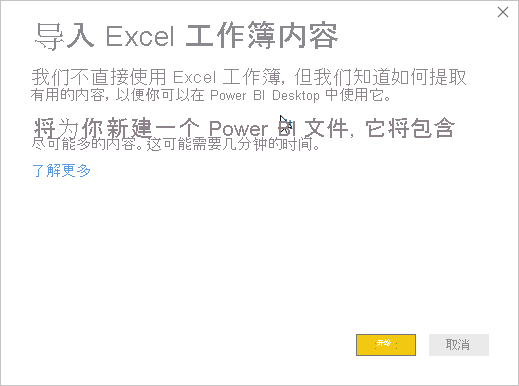 导入 Excel 工作簿内容
我们不直接使用 Excel 工作簿, 但我们知道如何提取
有用的内容, 以便你可以在 Power BI Desktop 中使用它。
将为你新建一个 Power BI 文件, 它将包含
尽可能多的内容。这可能需要几分钟的时间。
了解更多
开始
取消